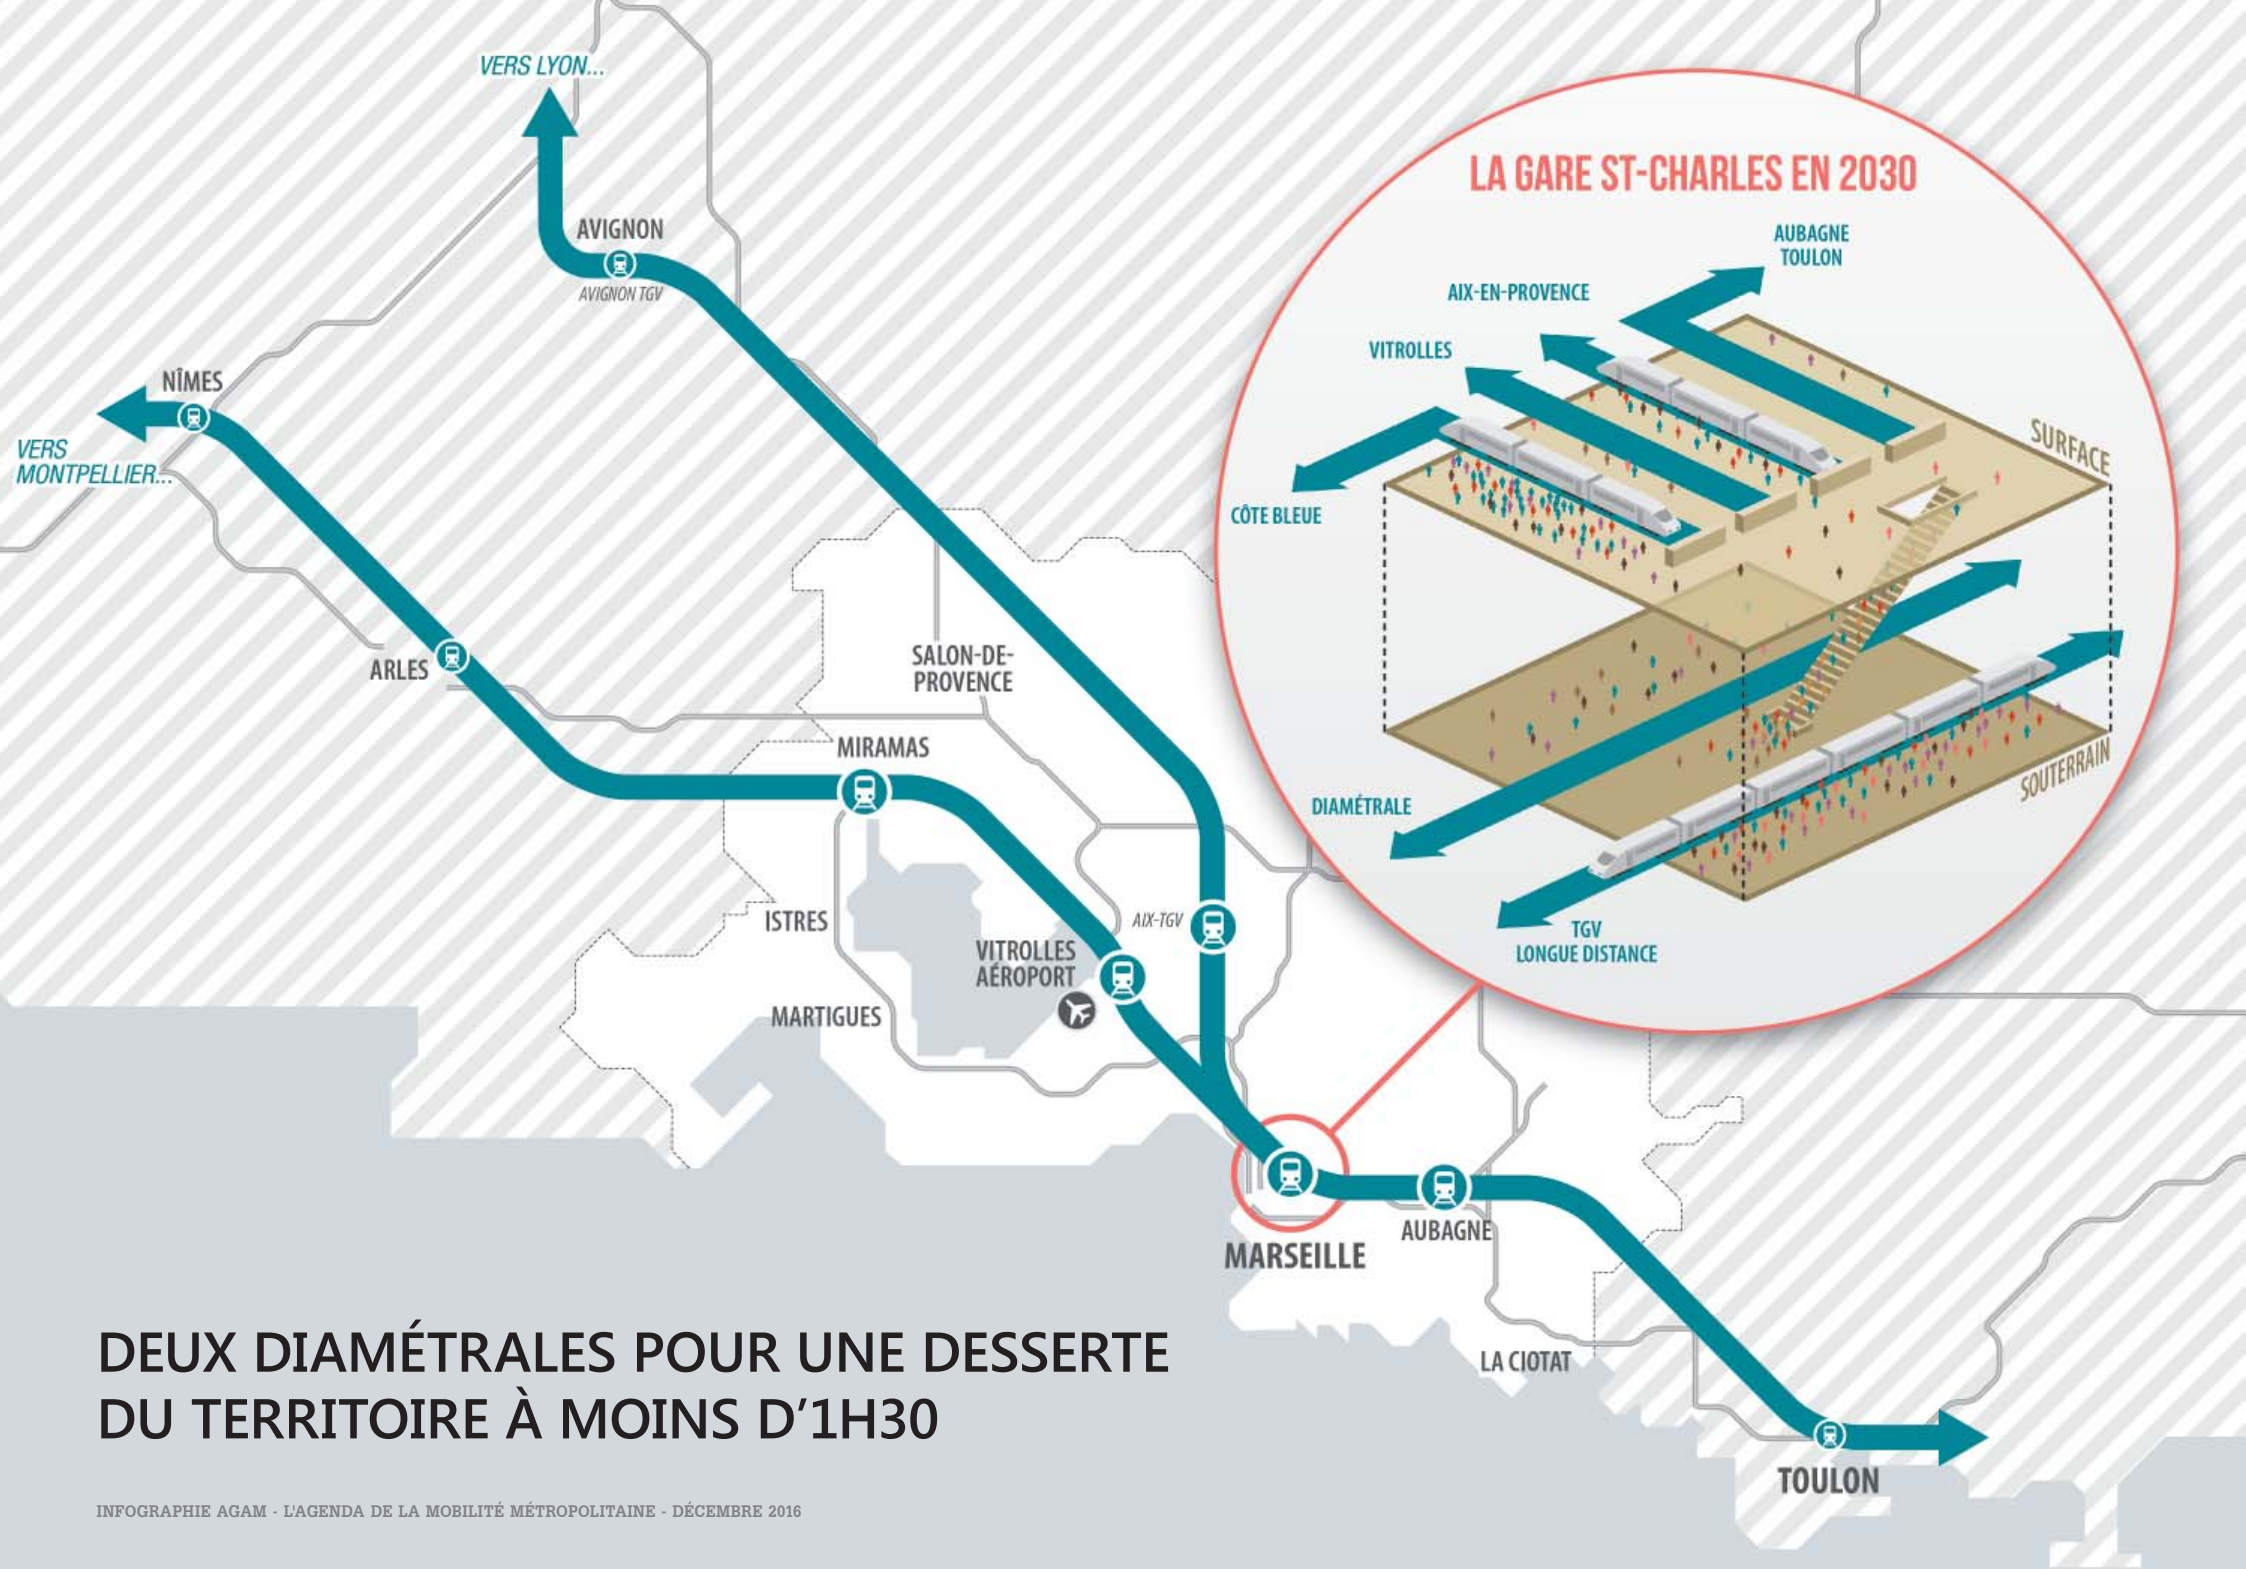 VERS LYON...
AVIGNON
AVIGNON TGV
NÎMES
VERS
MONTPELLIER...
ARLES
SALON-DE-
PROVENCE
MIRAMAS
ISTRES
AIX-TGV
VITROLLES
AÉROPORT
MARTIGUES
MARSEILLE
AUBAGNE
LA CIOTAT
TOULON
LA GARE ST-CHARLES EN 2030
AUBAGNE
TOULON
AIX-EN-PROVENCE
VITROLLES
CÔTE BLEUE
SURFACE
SOUTERRAIN
DIAMÉTRALE
TGV
LONGUE DISTANCE
DEUX DIAMÉTRALES POUR UNE DESSERTE
DU TERRITOIRE À MOINS D'1H30
INFOGRAPHIE AGAM - L'AGENDA DE LA MOBILITÉ MÉTROPOLITAINE - DÉCEMBRE 2016